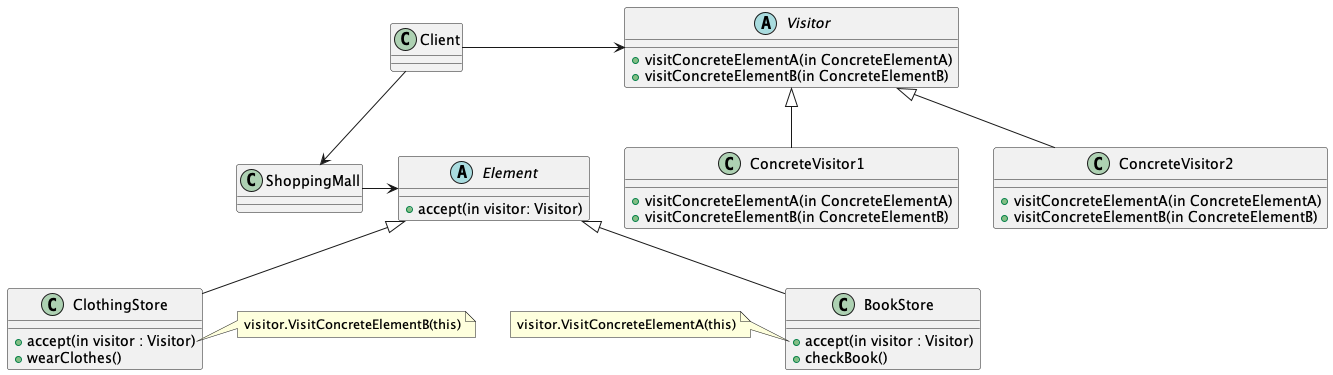 C Client
A Visitor
visitConcreteElementA(in ConcreteElementA)
visitConcreteElementB(in ConcreteElementB)
C ShoppingMall
A Element
accept(in visitor: Visitor)
C ConcreteVisitor1
visitConcreteElementA(in ConcreteElementA)
visitConcreteElementB(in ConcreteElementB)
C ConcreteVisitor2
visitConcreteElementA(in ConcreteElementA)
visitConcreteElementB(in ConcreteElementB)
C ClothingStore
accept(in visitor : Visitor)
wearClothes()
visitor.VisitConcreteElementB(this)
visitor.VisitConcreteElementA(this)
C BookStore
accept(in visitor : Visitor)
checkBook()